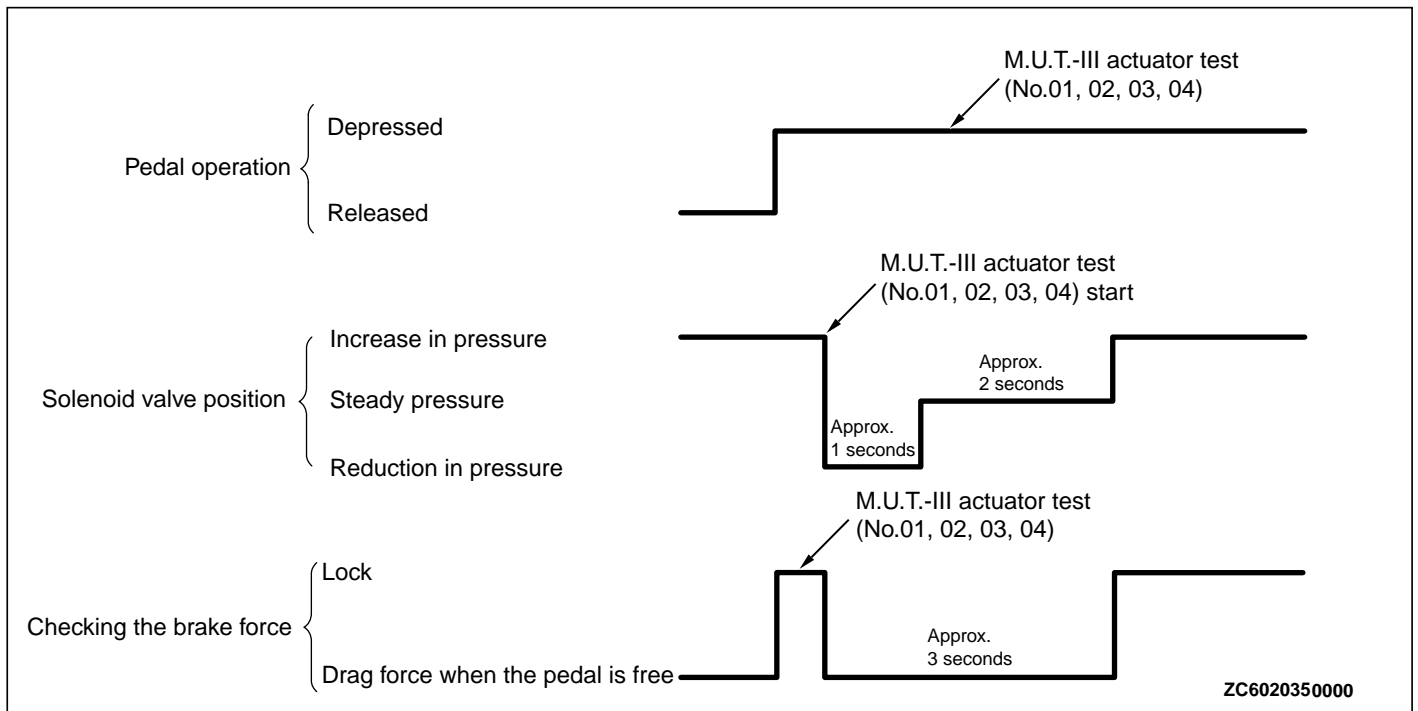 M.U.T.-III actuator test
(No.01, 02, 03, 04)
Depressed
Pedal operation
Released
M.U.T.-III actuator test
(No.01, 02, 03, 04) start
Increase in pressure
Approx.
2 seconds
Solenoid valve position
Steady pressure
Approx.
1 seconds
Reduction in pressure
M.U.T.-III actuator test
(No.01, 02, 03, 04)
Lock
Checking the brake force
Approx.
3 seconds
Drag force when the pedal is free
ZC6020350000